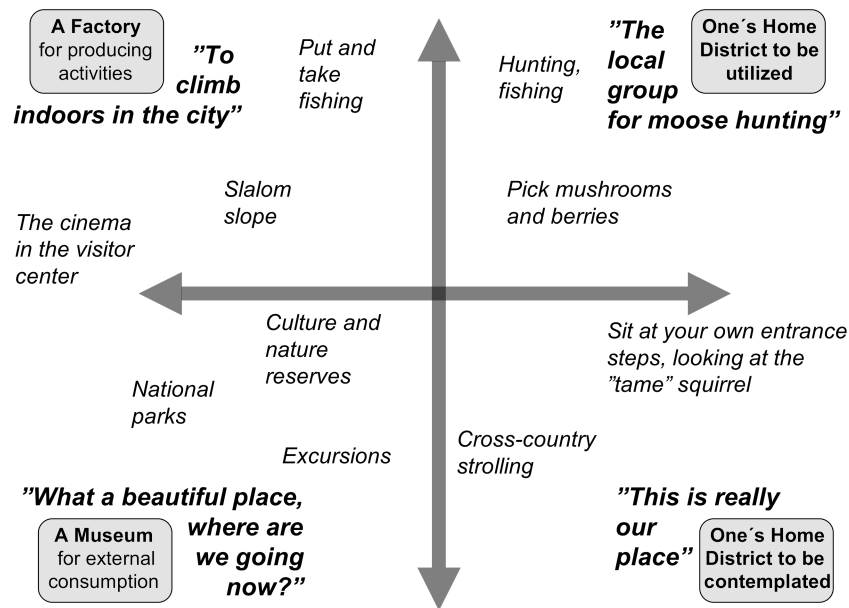 A Factory
for producing
activities
”To
climb
indoors in the city”
Put and
take
fishing
Hunting,
fishing
”The
local
group
for moose hunting”
One´s Home
District to be
utilized
Slalom
slope
Pick mushrooms
and berries
The cinema
in the visitor
center
Culture and
nature
reserves
Sit at your own entrance
steps, looking at the
”tame” squirrel
National
parks
Excursions
Cross-country
strolling
”What a beautiful place,
where are
we going
now?”
A Museum
for external
consumption
”This is really
our
place”
One´s Home
District to be
contemplated